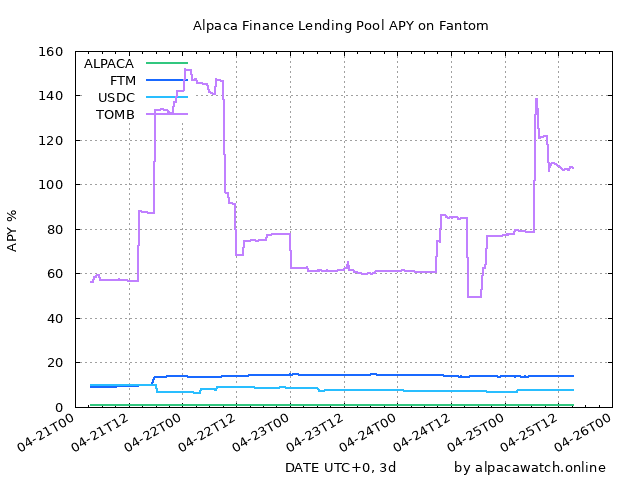 Alpaca Finance Lending Pool APY on Fantom
160
140
120
100
80
60
40
20
0
APY %
ALPACA
FTM
USDC
TOMB
04-21T00
04-21T12
04-22T00
04-22T12
04-23T00
04-23T12
04-24T00
04-24T12
04-25T00
04-25T12
04-26T00
DATE UTC+0, 3d
by alpacawatch.online